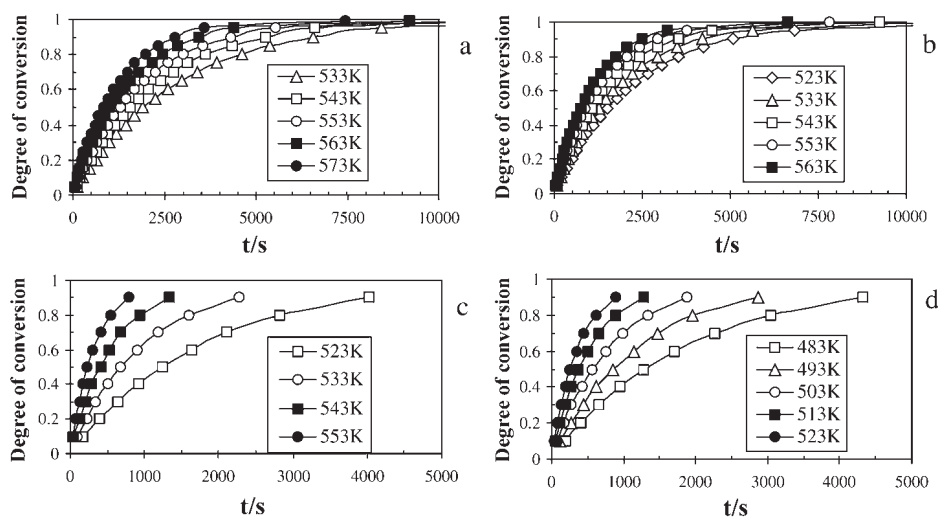 a
Degree of conversion
1
0.8
0.6
0.4
0.2
0
533K
543K
553K
563K
573K
0 2500 5000 7500 10000
t/s
b
Degree of conversion
1
0.8
0.6
0.4
0.2
0
523K
533K
543K
553K
563K
0 2000 4000 6000 8000 10000
t/s
c
Degree of conversion
1
0.8
0.6
0.4
0.2
0
523K
533K
543K
553K
0 1000 2000 3000 4000 5000
t/s
d
Degree of conversion
1
0.8
0.6
0.4
0.2
0
483K
493K
503K
513K
523K
0 1000 2000 3000 4000 5000
t/s